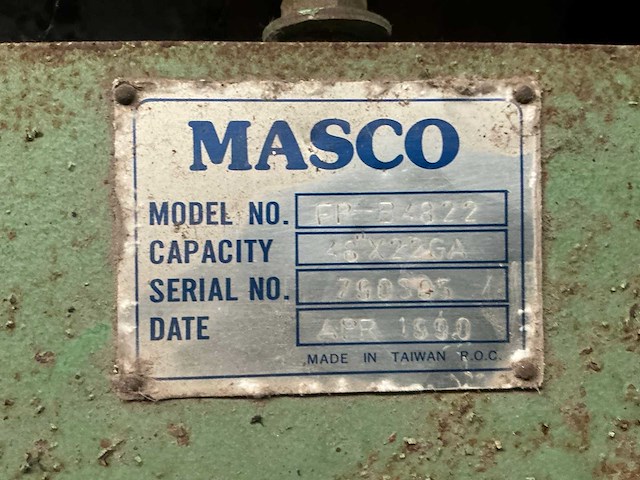 MASCO
MODEL NO. FP-B4822
CAPACITY 48"X22GA
SERIAL NO.
DATE APR 1990
MADE IN TAIWAN R.O.C.